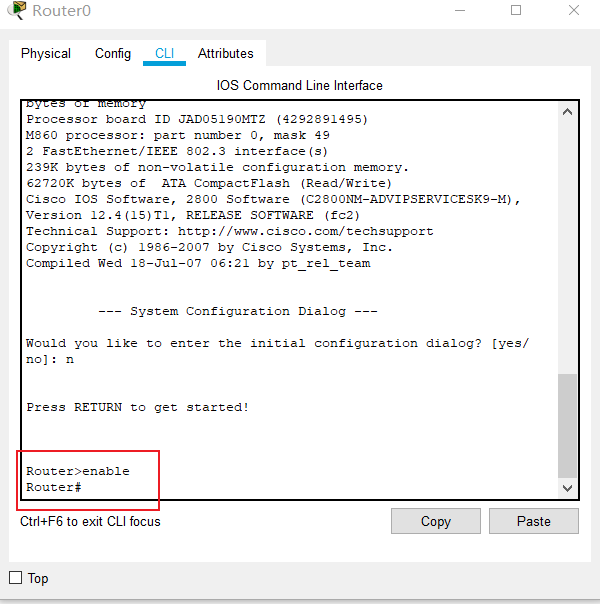 Router0
Physical Config CLI Attributes
IOS Command Line Interface
bytes of memory
Processor board ID JAD05190MTZ (4292891495)
M860 processor: part number 0, mask 49
2 FastEthernet/IEEE 802.3 interface(s)
239K bytes of non-volatile configuration memory.
62720K bytes of  ATA CompactFlash (Read/Write)
Cisco IOS Software, 2800 Software (C2800NM-ADVIPSERVICESK9-M),
Version 12.4(15)T1, RELEASE SOFTWARE (fc2)
Technical Support: http://www.cisco.com/techsupport
Copyright (c) 1986-2007 by Cisco Systems, Inc.
Compiled Wed 18-Jul-07 06:21 by pt_rel_team
--- System Configuration Dialog ---
Would you like to enter the initial configuration dialog? [yes/
no]: n
Press RETURN to get started!
Router>enable
Router#
Ctrl+F6 to exit CLI focus
Copy Paste
Top